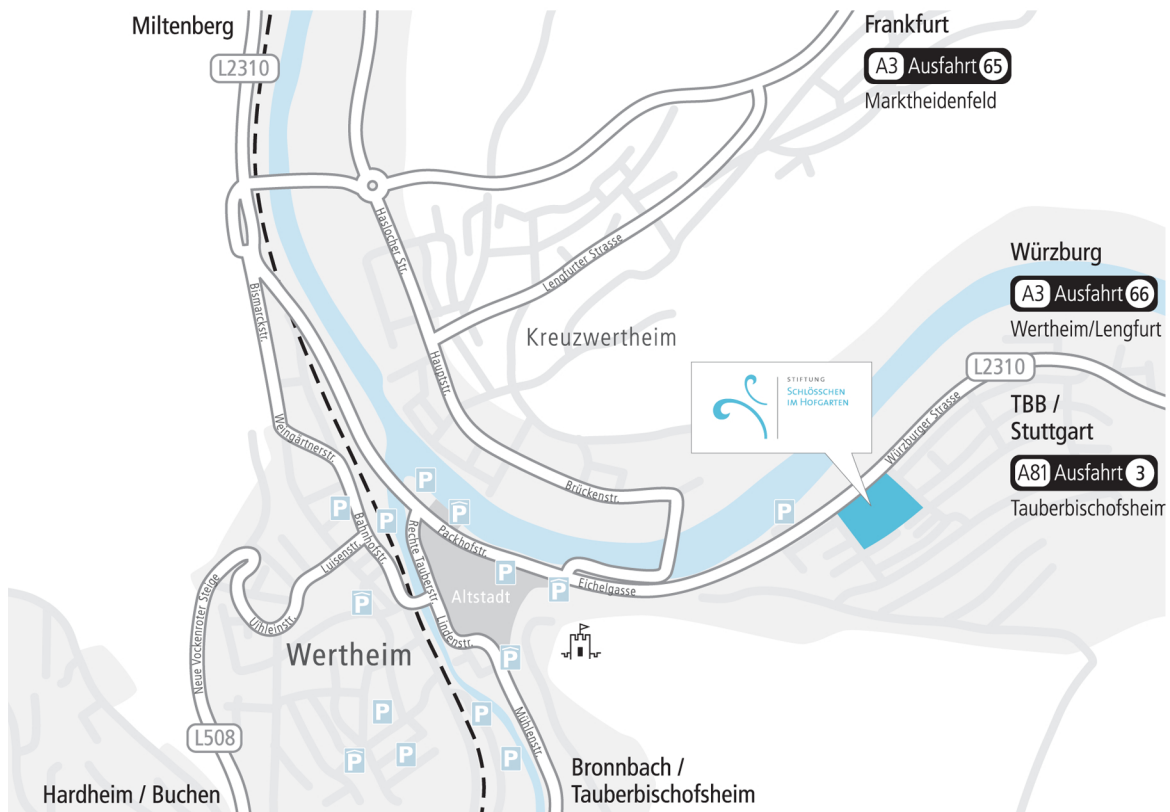 Miltenberg
L2310
Frankfurt
A3 Ausfahrt 65
Marktheidenfeld
Haslocher Str.
Lengfurter Strasse
Bismarckstr.
Kreuzwertheim
Würzburg
A3 Ausfahrt 66
Wertheim/Lengfurt
L2310
TBB /
Stuttgart
A81 Ausfahrt 3
Tauberbischofsheim
STIFTUNG
SCHLÖSSCHEN
IM HOFGARTEN
Würzburger Strasse
Hauptstr.
Weingärtnerstr.
Brückenstr.
P
P
P
P
P
Bahnhofstr.
Rechte Tauberstr.
Packhofstr.
Luisenstr.
P
P
Eichelgasse
Altstadt
P
Uihleinstr.
Neue Vockenroter Steige
Lindenstr.
Wertheim
P
P
P
Mühlenstr.
L508
P
P
P
Hardheim / Buchen
Bronnbach /
Tauberbischofsheim